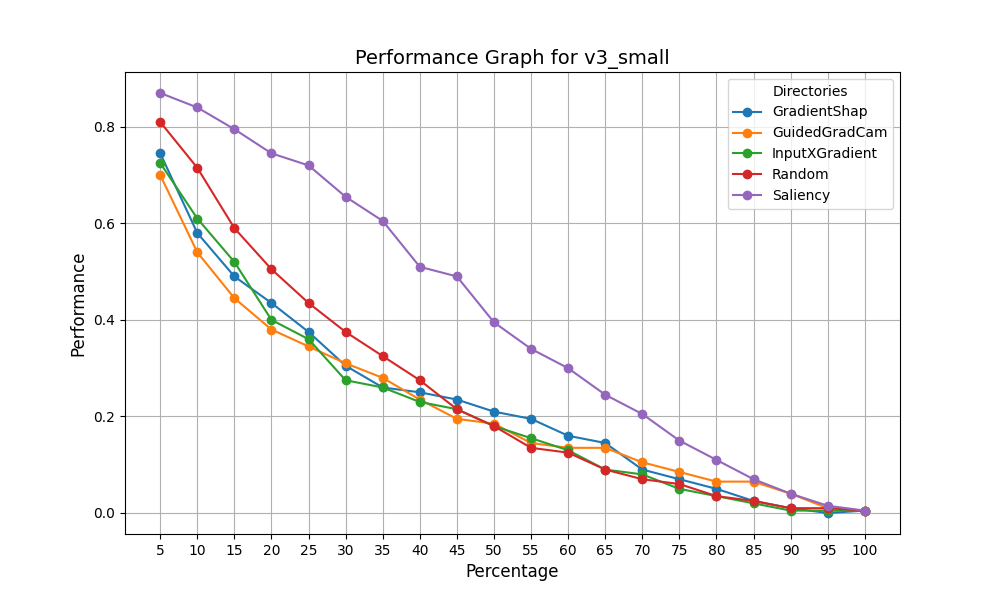 Performance Graph for v3_small
Directories
GradientShap
GuidedGradCam
InputXGradient
Random
Saliency
Performance
0.8
0.6
0.4
0.2
0.0
5 10 15 20 25 30 35 40 45 50 55 60 65 70 75 80 85 90 95 100
Percentage